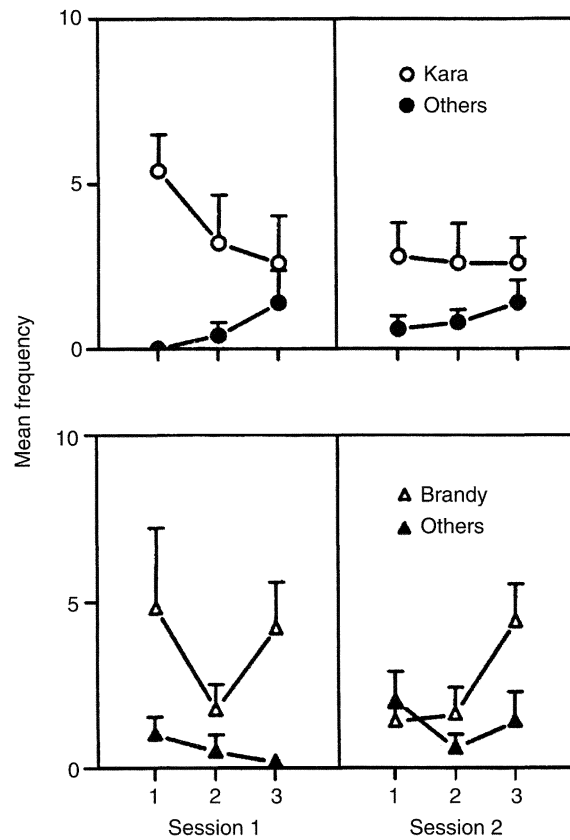 10
Kara
Others
5
0
Mean frequency
10
Brandy
Others
5
0
1 2 3 1 2 3
Session 1 Session 2